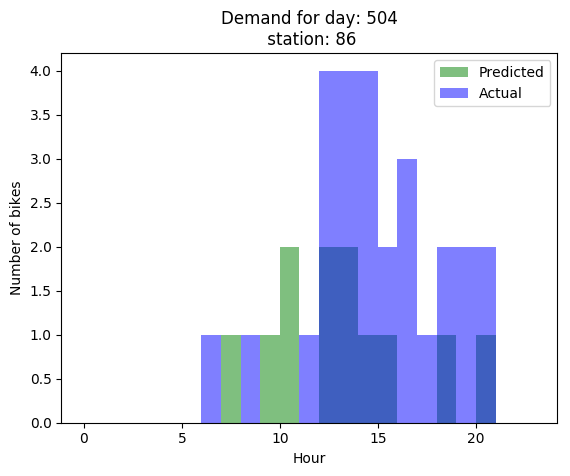 Demand for day: 504
station: 86
Predicted
Actual
Number of bikes
4.0
3.5
3.0
2.5
2.0
1.5
1.0
0.5
0.0
0 5 10 15 20
Hour